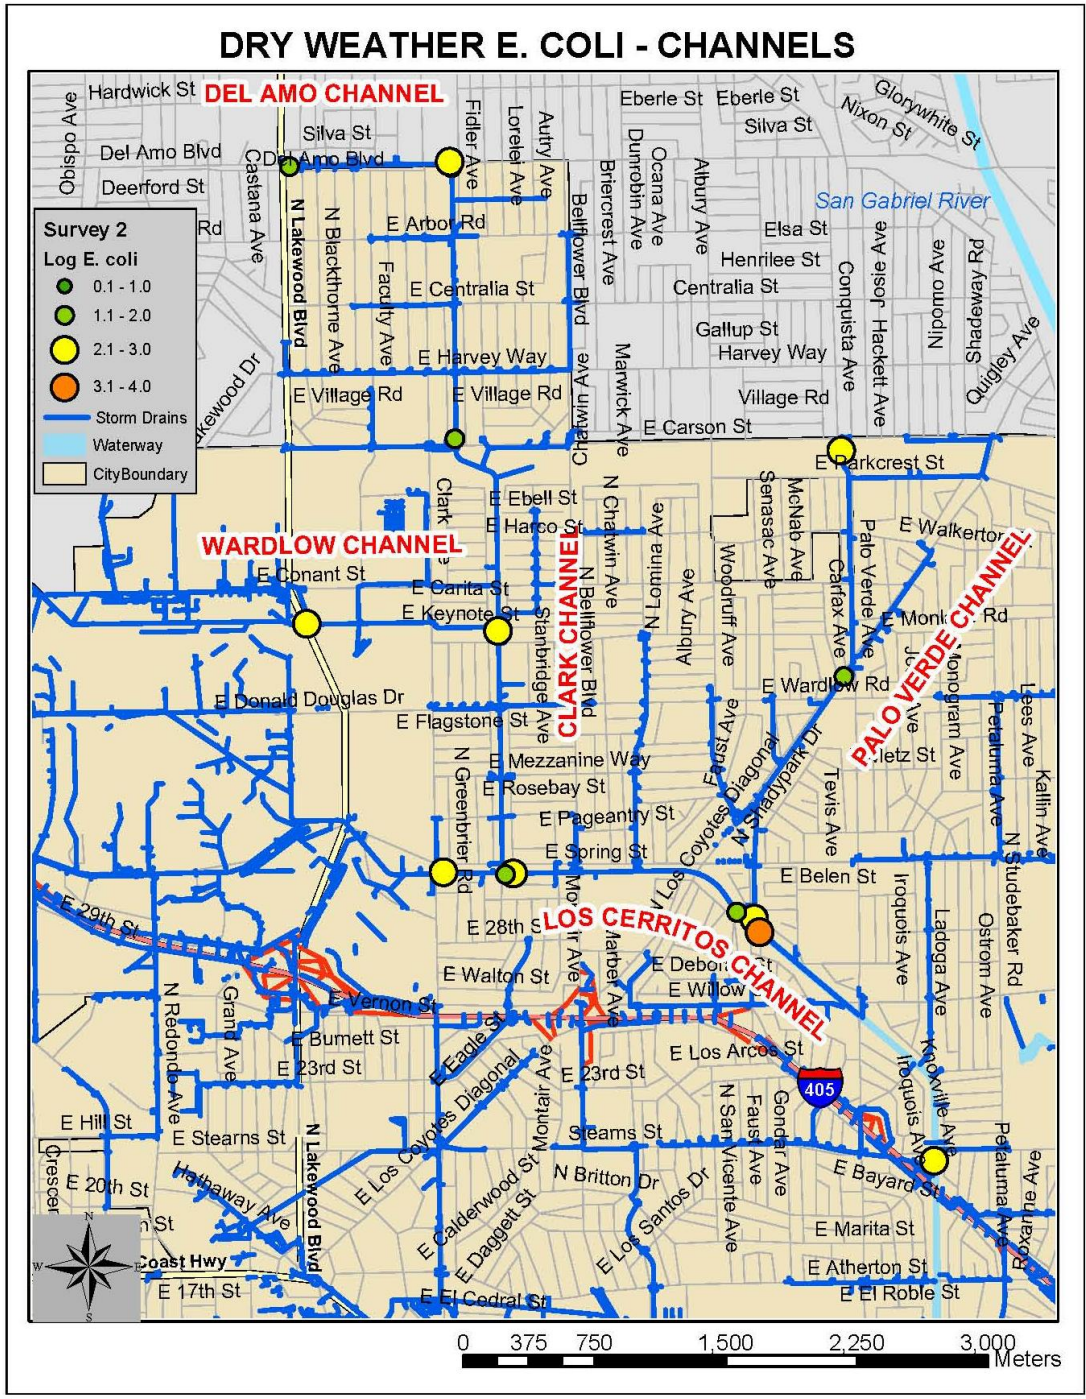 DRY WEATHER E. COLI - CHANNELS
Hardwick St
DEL AMO CHANNEL
Obispo Ave
Del Amo Blvd
Deerford St
Rd
Castana Ave
Silva St
Del Amo Blvd
Fidler Ave
Lorelei Ave
Autry Ave
Eberle St
Eberle St
Silva St
Nixon St
Glorywhite St
San Gabriel River
Dunrobin Ave
Ocana Ave
Briercrest Ave
Albury Ave
Elsa St
Henrilee St
Centralia St
Gallup St
Harvey Way
Village Rd
E Carson St
Conquista Ave
Josie Ave
Hackett Ave
Nipomo Ave
Shadeway Rd
Quigley Ave
Survey 2
Log E. coli
0.1 - 1.0
1.1 - 2.0
2.1 - 3.0
3.1 - 4.0
Storm Drains
Waterway
CityBoundary
N Lakewood Blvd
N Blackthorne Ave
Faculty Ave
E Arbor Rd
E Centralia St
E Harvey Way
E Village Rd
E Village Rd
Bellflower Blvd
Chatwin Ave
Marwick Ave
akewood Dr
E Parkcrest St
Clark
E Ebell St
E Harco St
WARDLOW CHANNEL
E Conant St
E Carita St
E Keynote St
CLARK CHANNEL
Stanbridge Ave
N Bellflower Blvd
N Chatwin Ave
N Lomina Ave
Albury Ave
Woodruff Ave
Senasac Ave
McNab Ave
Carfax Ave
Palo Verde Ave
E Walkerton
PALO VERDE CHANNEL
Rd
E Wardlow Rd
E Donald Douglas Dr
E Flagstone St
N Greenbrier Rd
E Mezzanine Way
E Rosebay St
E Pageantry St
E Spring St
Faust Ave
N Los Coyotes Diagonal
N Shadypark Dr
Tevis Ave
letz St
Monogram Ave
Petaluma Ave
Lees Ave
Kallin Ave
N Studebaker Rd
E Belen St
E 29th St
E 28th S
LOS CERRITOS CHANNEL
E Walton St
Marber Ave
E Willow
E Vernon St
Iroquois Ave
Ladoga Ave
Ostrom Ave
N Redondo Ave
Grand Ave
E Burnett St
E 23rd St
E Eagle St
E Los Coyotes Diagonal
Montair Ave
E 23rd St
E Los Arcos St
405
N San Vicente Ave
Faust Ave
Gondar Ave
Iroquois Ave
Knoxville Ave
E Hill St
E Stearns St
Stearns St
N Lakewood Blvd
Crescen
E 20th St
Hathaway Ave
E Calderwood St
E Daggett St
N Britton Dr
E Los Santos Dr
E Bayard St
Petaluma Ave
Roxanne Ave
E Marita St
E Atherton St
E El Roble St
E El Cedral St
n St
Coast Hwy
E 17th St
N
W
E
S
0 375 750 1,500 2,250 3,000
Meters